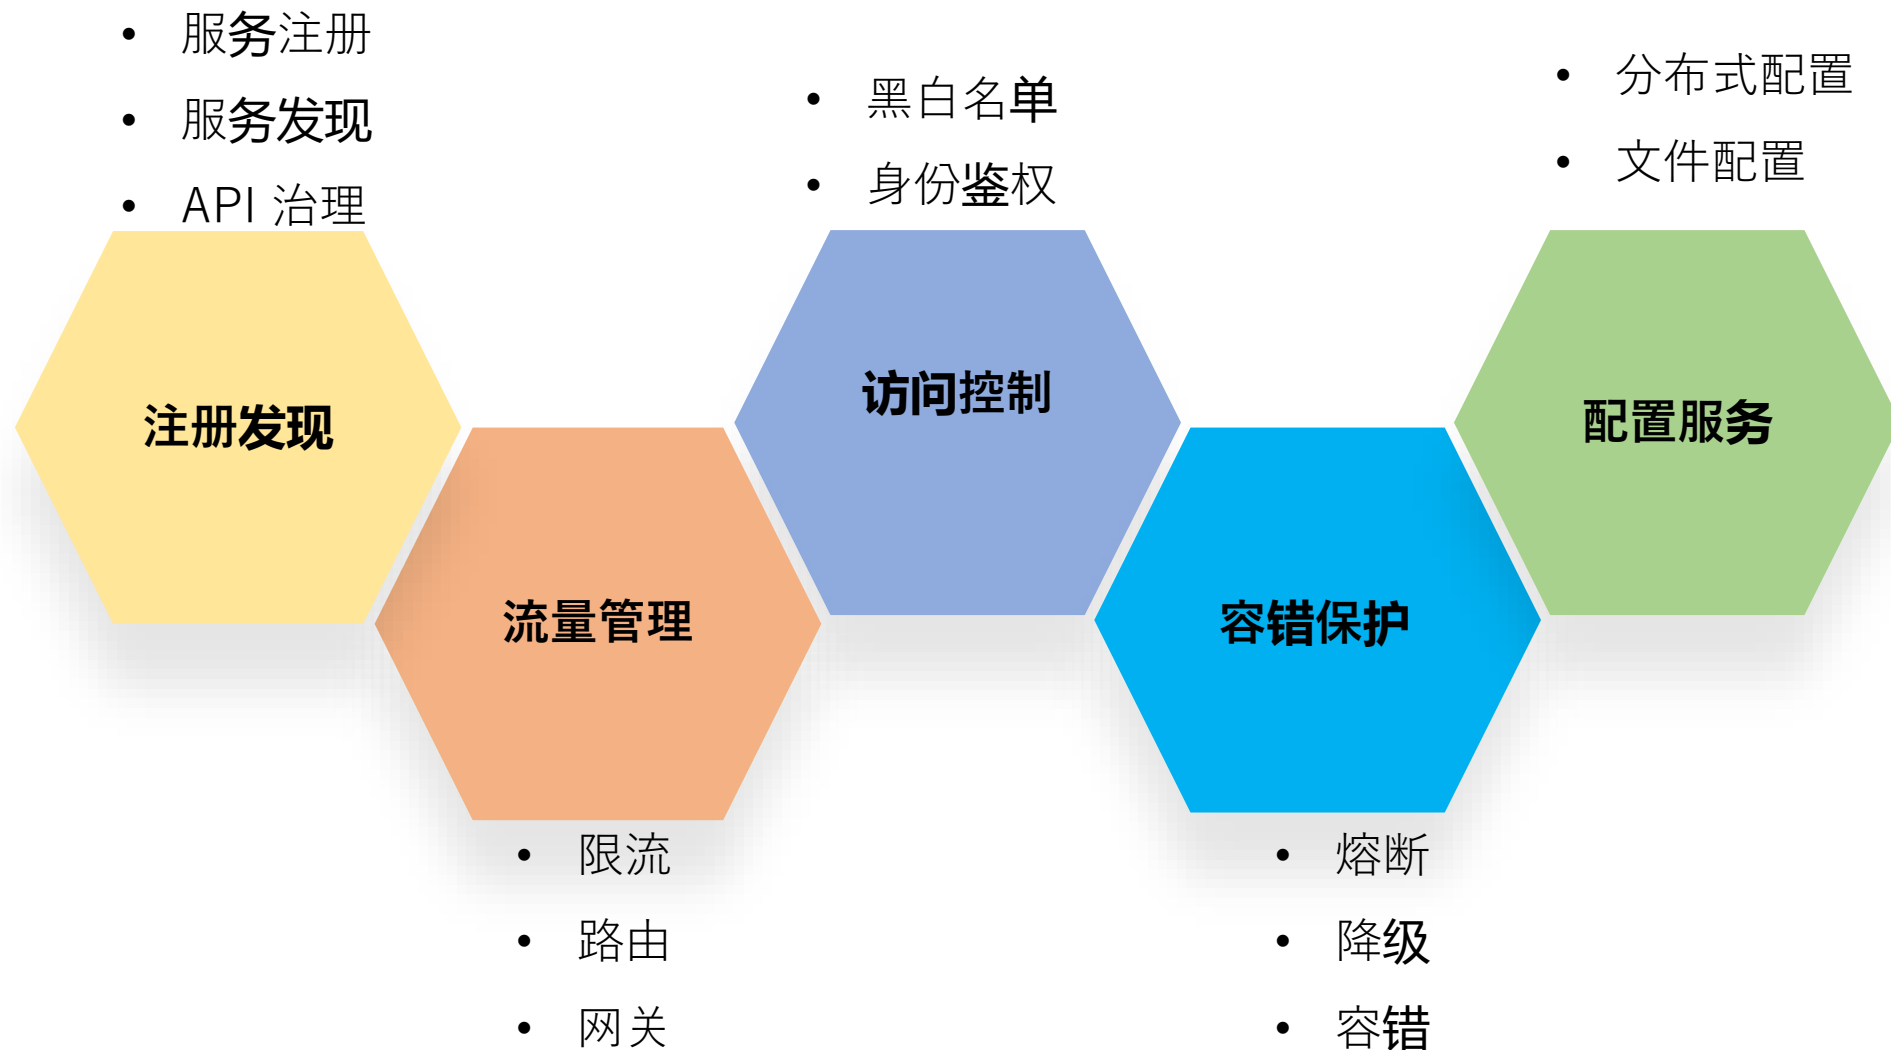 • 服务注册
• 服务发现
• API 治理
注册发现
流量管理
• 限流
• 路由
• 网关
• 黑白名单
• 身份鉴权
访问控制
容错保护
• 熔断
• 降级
• 容错
• 分布式配置
• 文件配置
配置服务